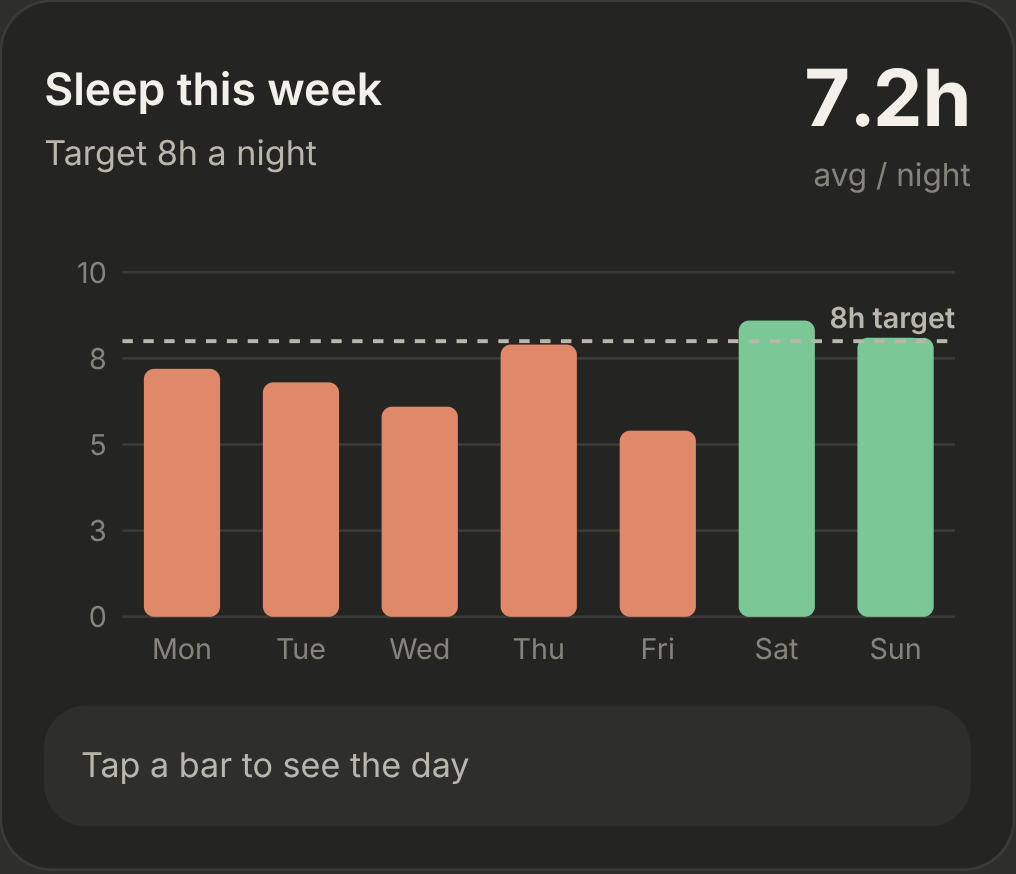 Sleep this week
Target 8h a night
7.2h
avg / night
10
8h target
8
5
3
0
Mon Tue Wed Thu Fri Sat Sun
Tap a bar to see the day